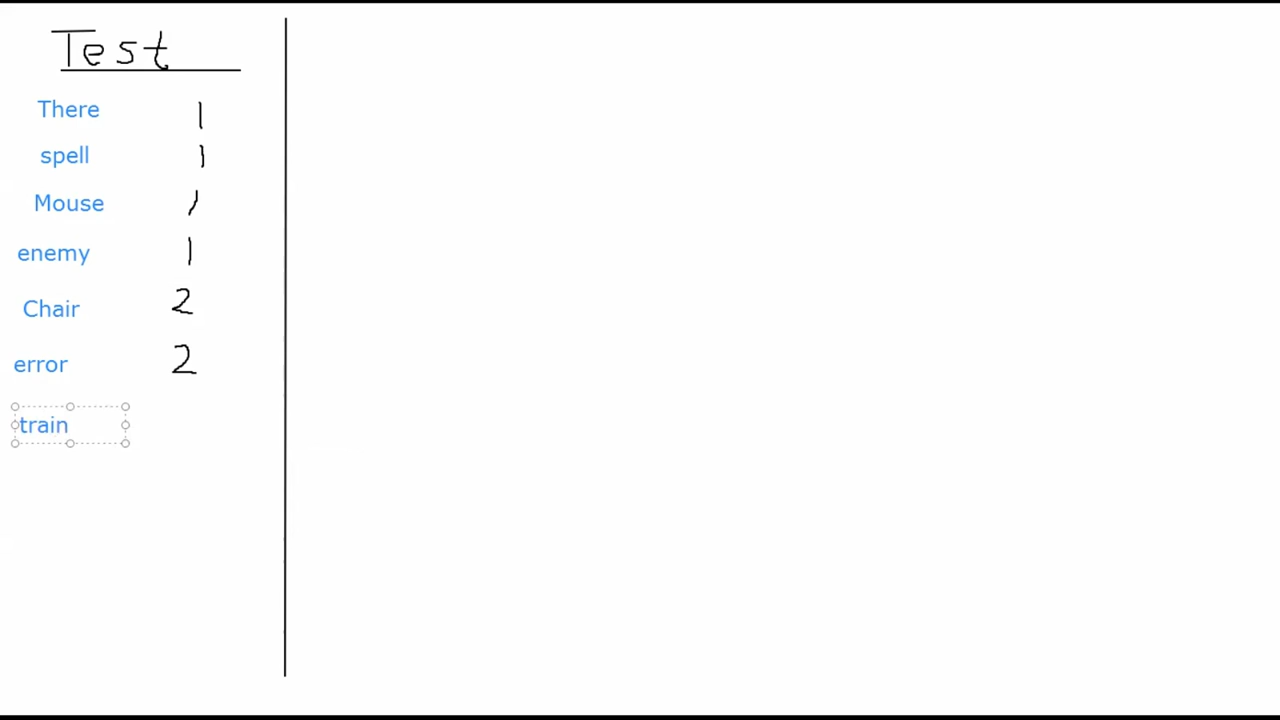 Test
There 1
spell 1
Mouse 1
enemy 1
Chair 2
error 2
train